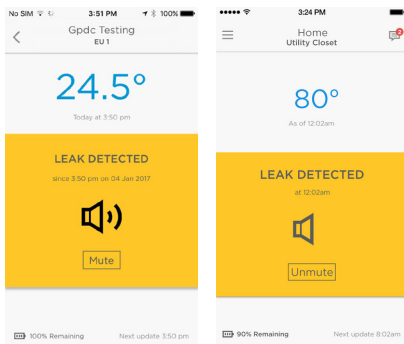 No SIM 3:51 PM 100%
Gpdc Testing
EU 1
24.5°
Today at 3:50 pm
LEAK DETECTED
since 3:50 pm on 04 Jan 2017
Mute
100% Remaining Next update 3:50 pm
3:24 PM
Home
Utility Closet
2
80°
As of 12:02am
LEAK DETECTED
at 12:02am
Unmute
90% Remaining Next update 8:02am